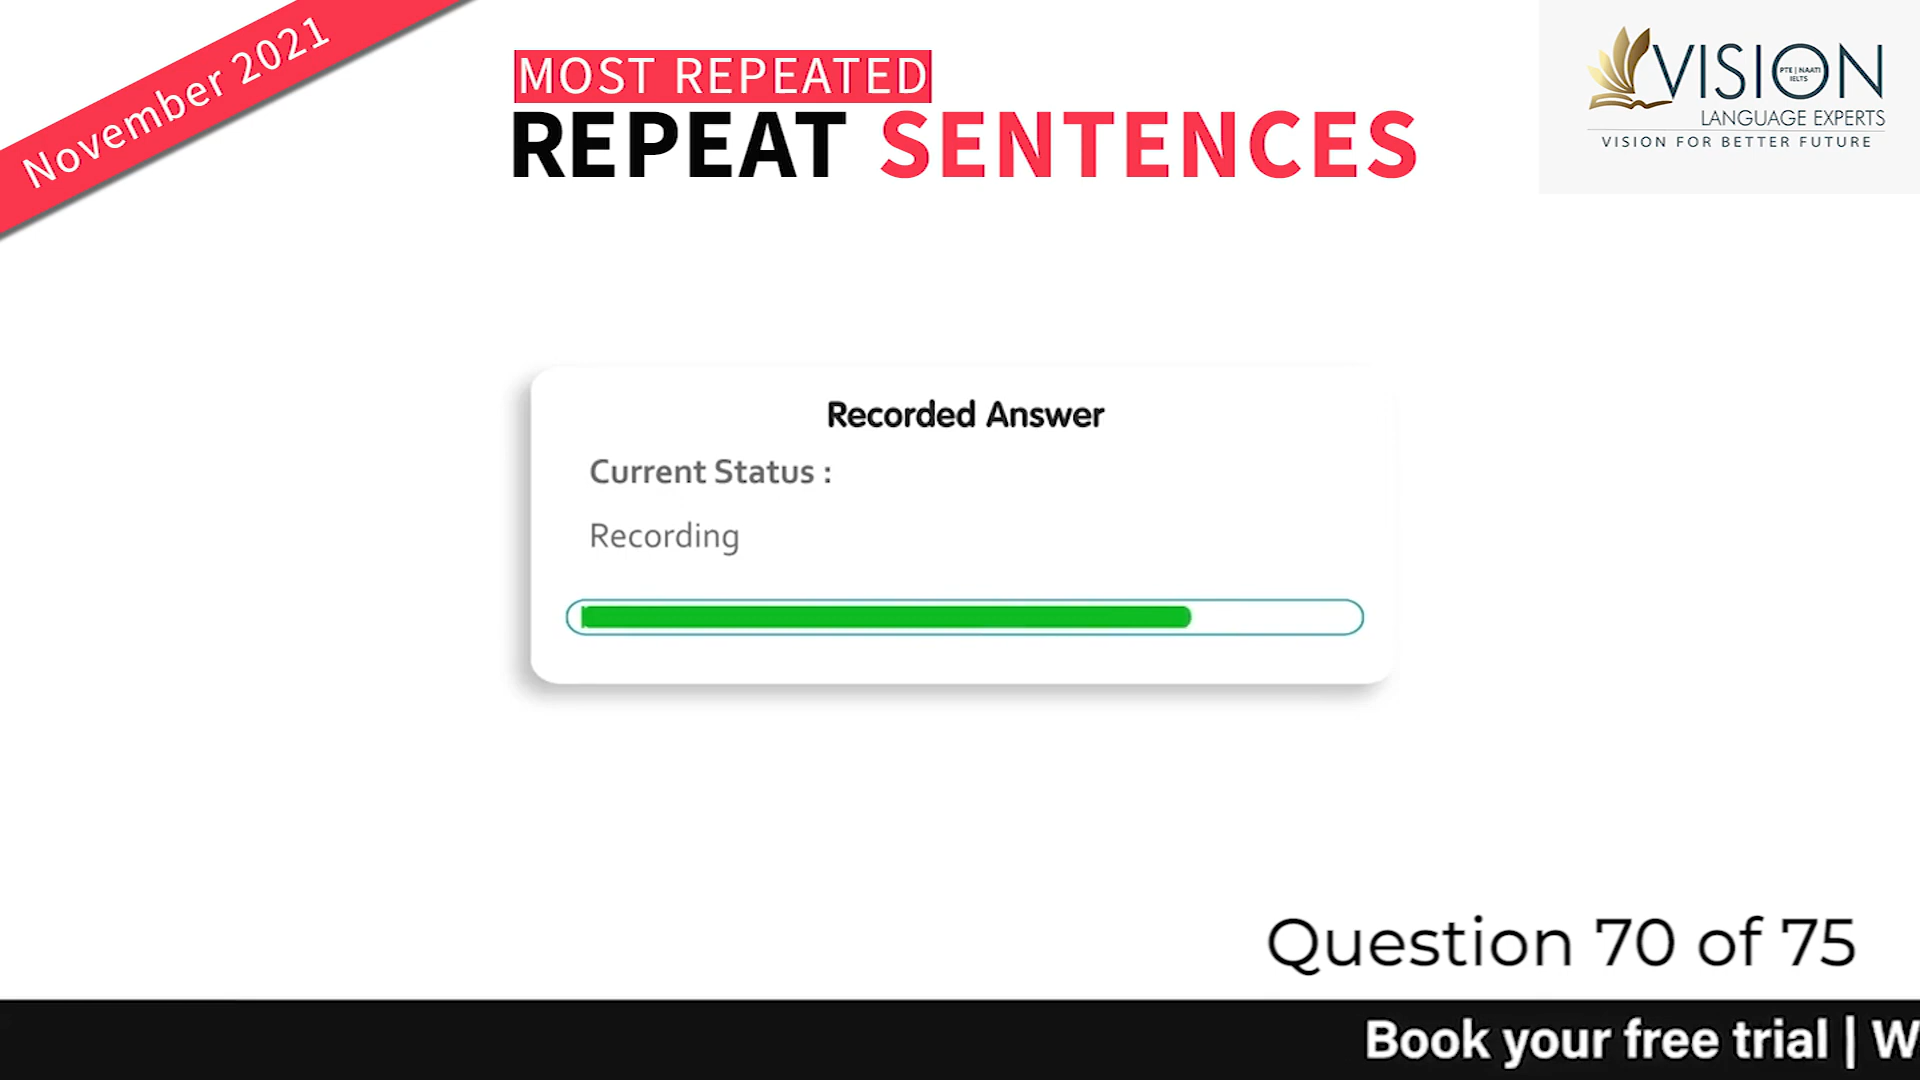 November 2021
MOST REPEATED
REPEAT SENTENCES
VISION
PTE | NAATI
IELTS
LANGUAGE EXPERTS
VISION FOR BETTER FUTURE
Recorded Answer
Current Status :
Recording
Question 70 of 75
Book your free trial | W